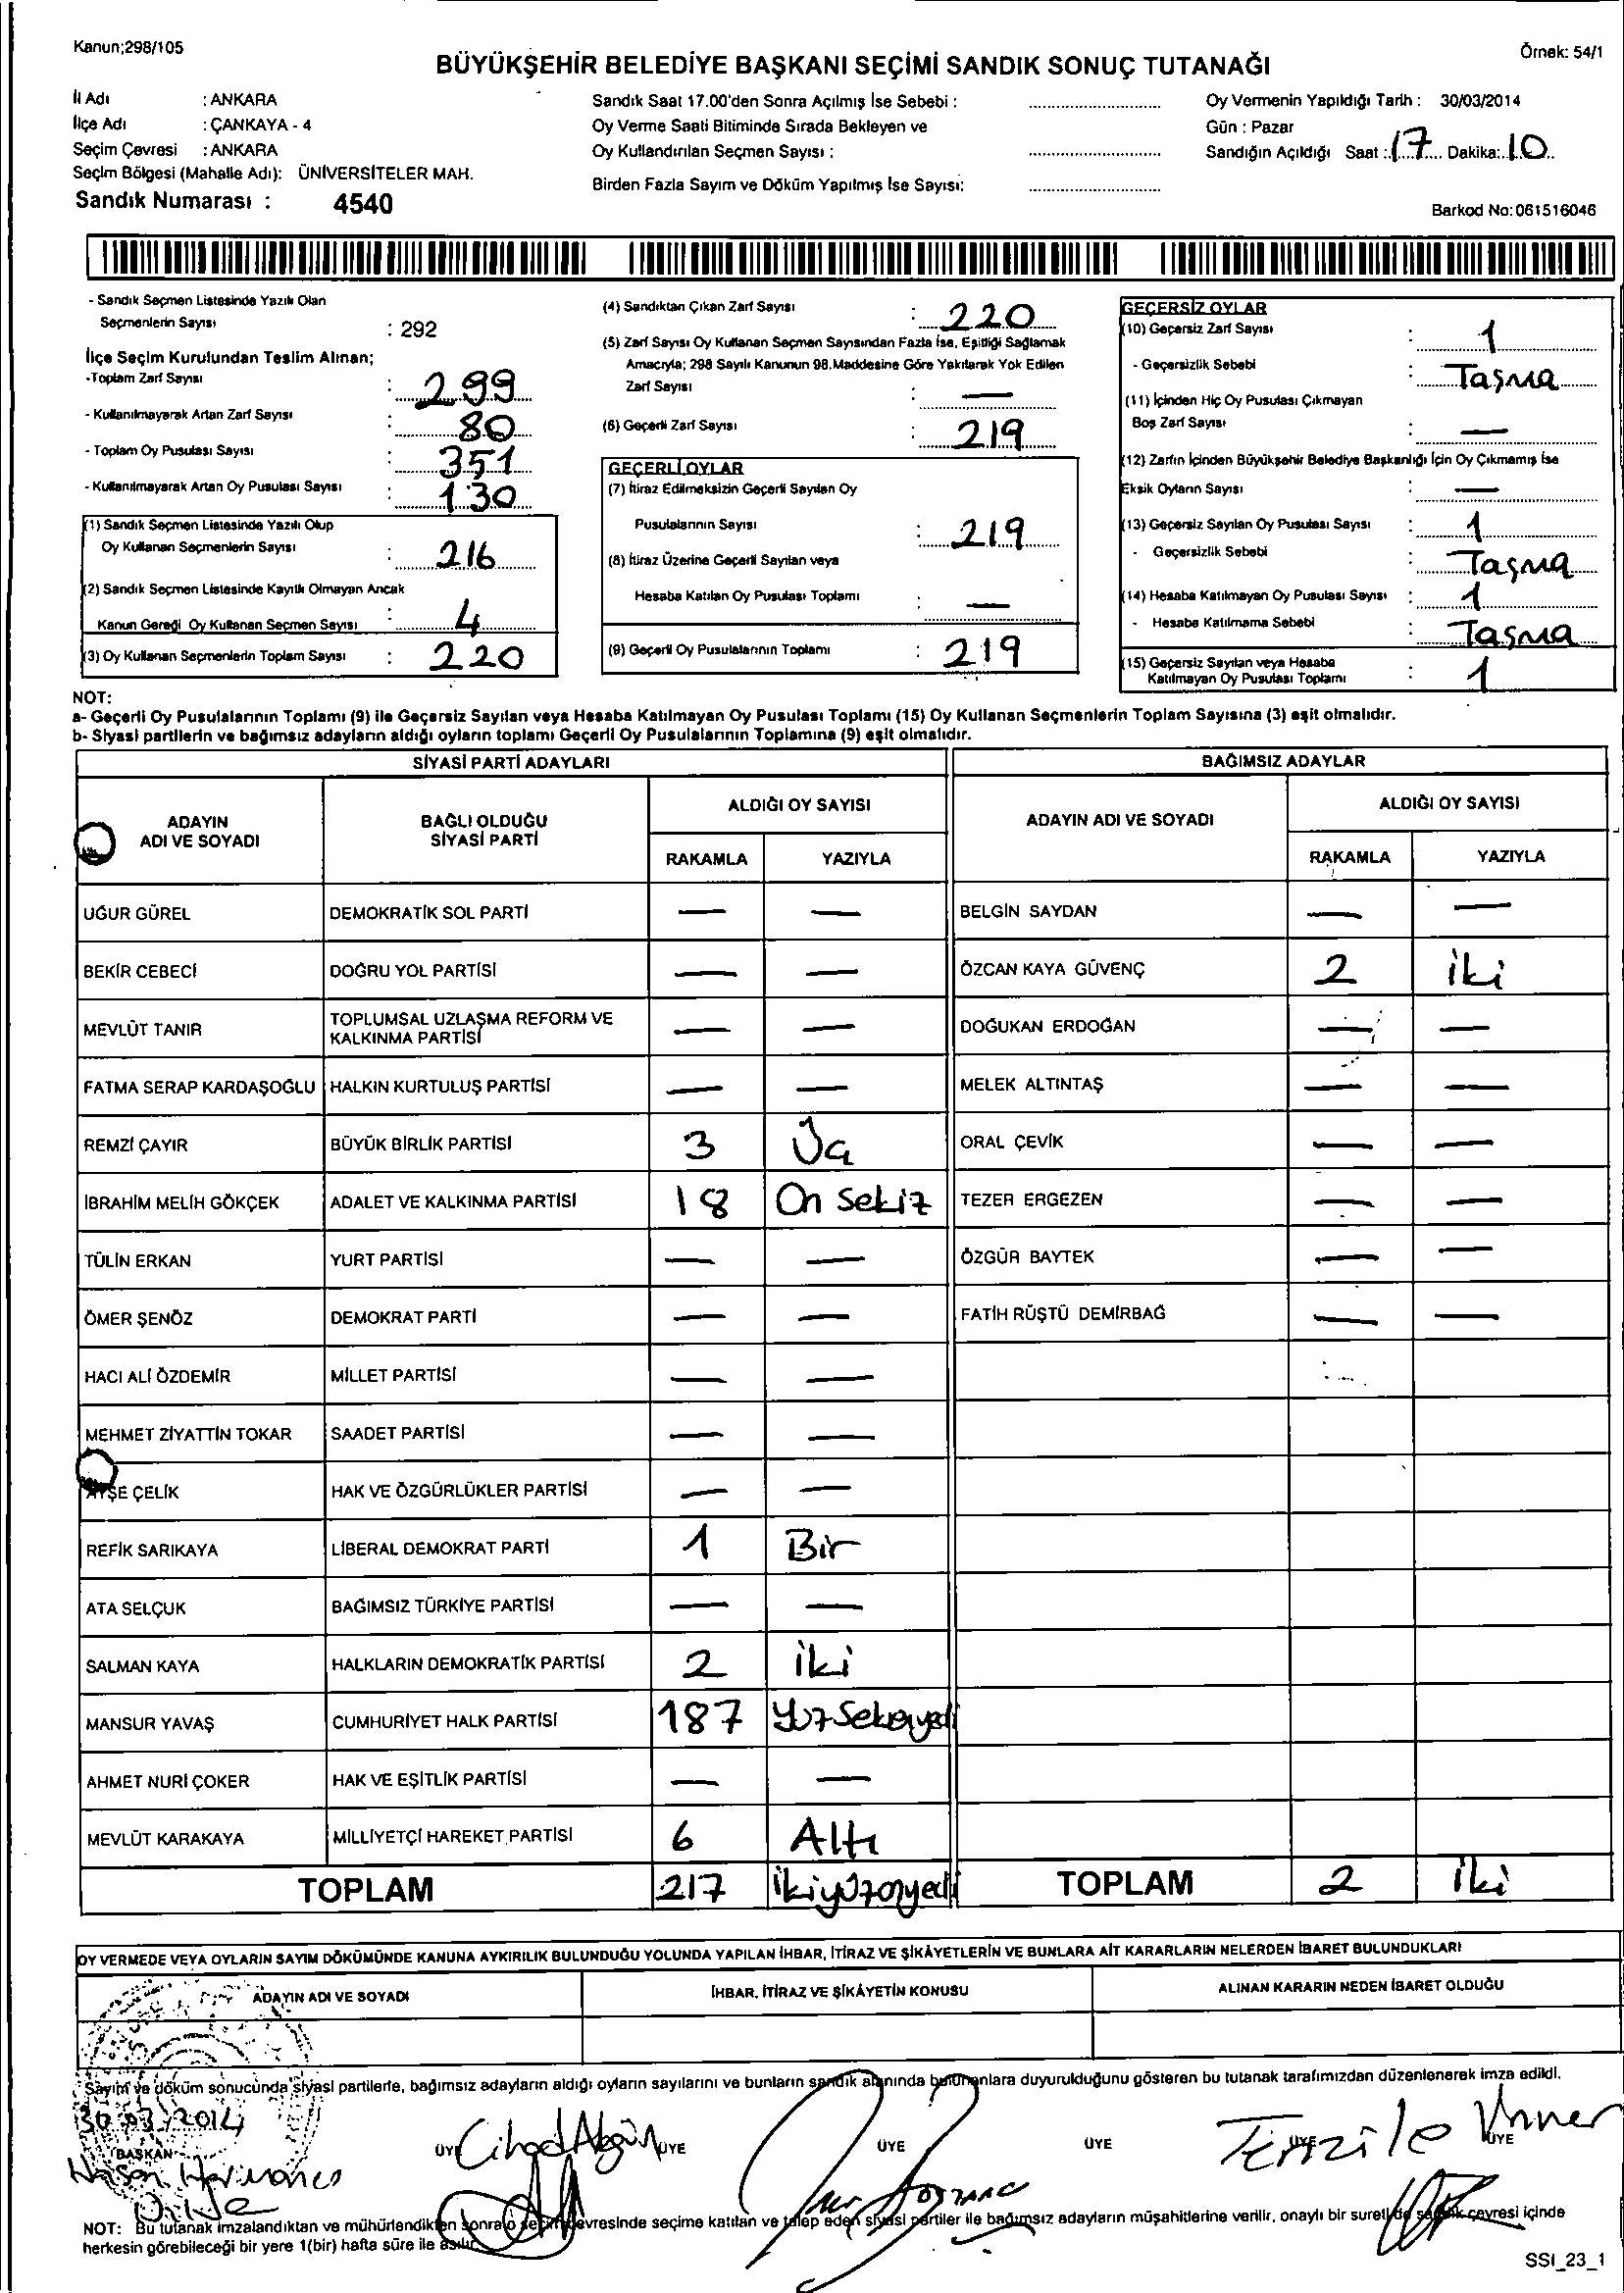 Kanun;298/105
Örnek: 54/1
BÜYÜKŞEHİR BELEDİYE BAŞKANI SEÇİMİ SANDIK SONUÇ TUTANAĞI
İl Adı : ANKARA
İlçe Adı : ÇANKAYA - 4
Seçim Çevresi : ANKARA
Seçim Bölgesi (Mahalle Adı): ÜNİVERSİTELER MAH.
Sandık Numarası : 4540
Sandık Saat 17.00'den Sonra Açılmış İse Sebebi :
Oy Verme Saati Bitiminde Sırada Bekleyen ve
Oy Kullandırılan Seçmen Sayısı :
Birden Fazla Sayım ve Döküm Yapılmış İse Sayısı:
Oy Vermenin Yapıldığı Tarih : 30/03/2014
Gün : Pazar
Sandığın Açıldığı Saat : 17 Dakika: 10
Barkod No: 061516046
- Sandık Seçmen Listesinde Yazılı Olan
Seçmenlerin Sayısı : 292
İlçe Seçim Kurulundan Teslim Alınan;
-Toplam Zarf Sayısı : 299
- Kullanılmayarak Artan Zarf Sayısı : 80
- Toplam Oy Pusulası Sayısı : 351
- Kullanılmayarak Artan Oy Pusulası Sayısı : 130
(1) Sandık Seçmen Listesinde Yazılı Olup
Oy Kullanan Seçmenlerin Sayısı : 216
(2) Sandık Seçmen Listesinde Kayıtlı Olmayan Ancak
Kanun Gereği Oy Kullanan Seçmen Sayısı : 4
(3) Oy Kullanan Seçmenlerin Toplam Sayısı : 220
(4) Sandıktan Çıkan Zarf Sayısı : 220
(5) Zarf Sayısı Oy Kullanan Seçmen Sayısından Fazla İse, Eşitliği Sağlamak
Amacıyla; 298 Sayılı Kanunun 98.Maddesine Göre Yakılarak Yok Edilen
Zarf Sayısı : —
(6) Geçerli Zarf Sayısı : 219
GEÇERLİ OYLAR
(7) İtiraz Edilmeksizin Geçerli Sayılan Oy
Pusulalarının Sayısı : 219
(8) İtiraz Üzerine Geçerli Sayılan veya
Hesaba Katılan Oy Pusulası Toplamı : —
(9) Geçerli Oy Pusulalarının Toplamı : 219
GEÇERSİZ OYLAR
(10) Geçersiz Zarf Sayısı : 1
- Geçersizlik Sebebi : Taşma
(11) İçinden Hiç Oy Pusulası Çıkmayan
Boş Zarf Sayısı : —
(12) Zarfın İçinden Büyükşehir Belediye Başkanlığı İçin Oy Çıkmamış İse
Eksik Oyların Sayısı : —
(13) Geçersiz Sayılan Oy Pusulası Sayısı : 1
- Geçersizlik Sebebi : Taşma
(14) Hesaba Katılmayan Oy Pusulası Sayısı : 1
- Hesaba Katılmama Sebebi : Taşma
(15) Geçersiz Sayılan veya Hesaba
Katılmayan Oy Pusulası Toplamı : 1
NOT:
a- Geçerli Oy Pusulalarının Toplamı (9) ile Geçersiz Sayılan veya Hesaba Katılmayan Oy Pusulası Toplamı (15) Oy Kullanan Seçmenlerin Toplam Sayısına (3) eşit olmalıdır.
b- Siyasi partilerin ve bağımsız adayların aldığı oyların toplamı Geçerli Oy Pusulalarının Toplamına (9) eşit olmalıdır.
SİYASİ PARTİ ADAYLARI BAĞIMSIZ ADAYLAR
ADAYIN ADI VE SOYADI BAĞLI OLDUĞU SİYASİ PARTİ ALDIĞI OY SAYISI ADAYIN ADI VE SOYADI ALDIĞI OY SAYISI
RAKAMLA YAZIYLA RAKAMLA YAZIYLA
UĞUR GÜREL DEMOKRATİK SOL PARTİ — — BELGİN SAYDAN — —
BEKİR CEBECİ DOĞRU YOL PARTİSİ — — ÖZCAN KAYA GÜVENÇ 2 iki
MEVLÜT TANIR TOPLUMSAL UZLAŞMA REFORM VE KALKINMA PARTİSİ — — DOĞUKAN ERDOĞAN — —
FATMA SERAP KARDAŞOĞLU HALKIN KURTULUŞ PARTİSİ — — MELEK ALTINTAŞ — —
REMZİ ÇAYIR BÜYÜK BİRLİK PARTİSİ 3 Üç ORAL ÇEVİK — —
İBRAHİM MELİH GÖKÇEK ADALET VE KALKINMA PARTİSİ 18 On Sekiz TEZER ERGEZEN — —
TÜLİN ERKAN YURT PARTİSİ — — ÖZGÜR BAYTEK — —
ÖMER ŞENÖZ DEMOKRAT PARTİ — — FATİH RÜŞTÜ DEMİRBAĞ — —
HACI ALİ ÖZDEMİR MİLLET PARTİSİ — —
MEHMET ZİYATTİN TOKAR SAADET PARTİSİ — —
AYŞE ÇELİK HAK VE ÖZGÜRLÜKLER PARTİSİ — —
REFİK SARIKAYA LİBERAL DEMOKRAT PARTİ 1 Bir
ATA SELÇUK BAĞIMSIZ TÜRKİYE PARTİSİ — —
SALMAN KAYA HALKLARIN DEMOKRATİK PARTİSİ 2 iki
MANSUR YAVAŞ CUMHURİYET HALK PARTİSİ 187
AHMET NURİ ÇOKER HAK VE EŞİTLİK PARTİSİ — —
MEVLÜT KARAKAYA MİLLİYETÇİ HAREKET PARTİSİ 6 Altı
TOPLAM 217 ikiyüzonyedi TOPLAM 2 iki
OY VERMEDE VEYA OYLARIN SAYIM DÖKÜMÜNDE KANUNA AYKIRILIK BULUNDUĞU YOLUNDA YAPILAN İHBAR, İTİRAZ VE ŞİKÂYETLERİN VE BUNLARA AİT KARARLARIN NELERDEN İBARET BULUNDUKLARI
ADAYIN ADI VE SOYADI İHBAR, İTİRAZ VE ŞİKÂYETİN KONUSU ALINAN KARARIN NEDEN İBARET OLDUĞU
Sayım ve döküm sonucunda siyasi partilerle, bağımsız adayların aldığı oyların sayılarını ve bunların sandık alanında bulunanlara duyurulduğunu gösteren bu tutanak tarafımızdan düzenlenerek imza edildi.
30.03.2014
BAŞKAN ÜYE ÜYE ÜYE ÜYE ÜYE ÜYE
Hasan Cihad Akgün
NOT: Bu tutanak imzalandıktan ve mühürlendikten sonra o seçim çevresinde seçime katılan ve talep eden siyasi partiler ile bağımsız adayların müşahitlerine verilir, onaylı bir sureti de sandık çevresi içinde
herkesin görebileceği bir yere 1(bir) hafta süre ile asılır.
SSI_23_1